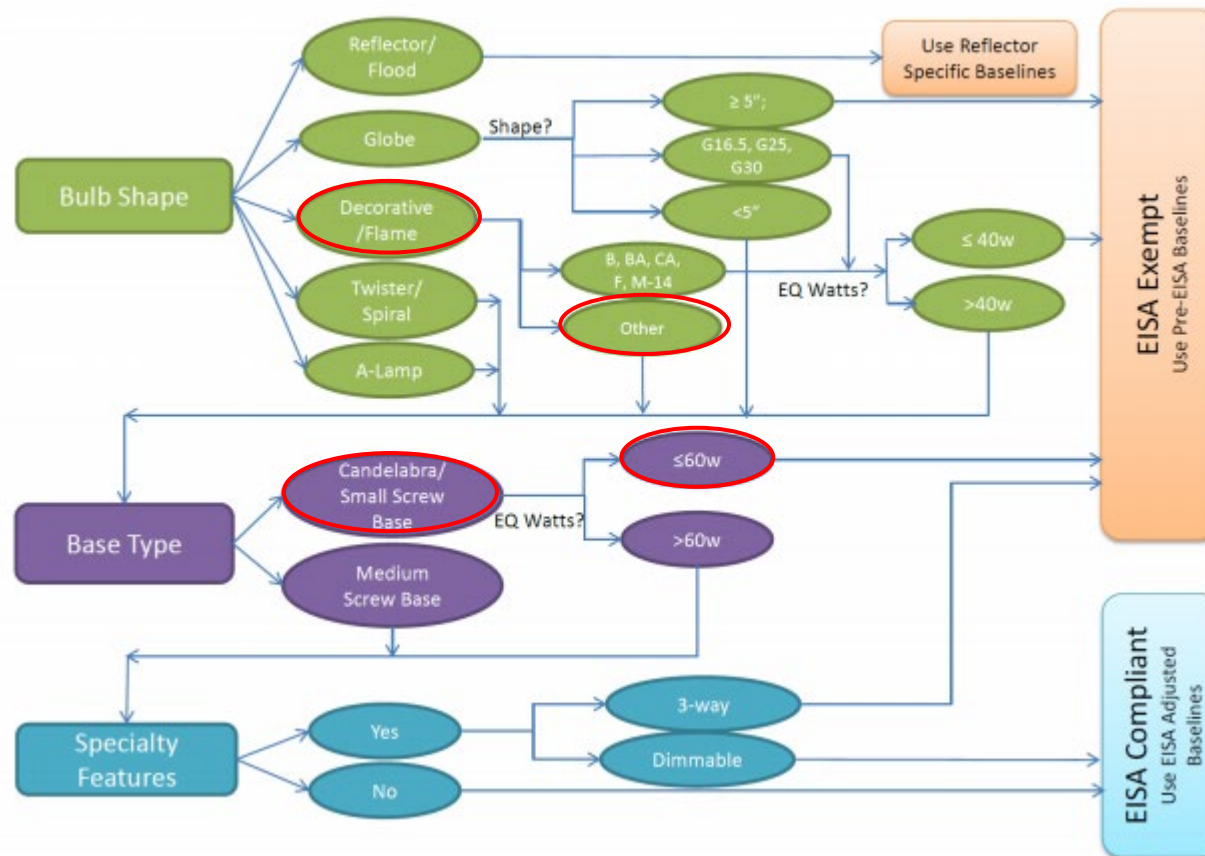 Reflector/
Flood
Use Reflector
Specific Baselines
≥ 5";
Shape?
Globe
G16.5, G25,
G30
Bulb Shape
Decorative
/Flame
<5"
≤ 40w
B, BA, CA,
F, M-14
EQ Watts?
Twister/
Spiral
>40w
Other
A-Lamp
EISA Exempt
Use Pre-EISA Baselines
≤60w
Candelabra/
Small Screw
Base
EQ Watts?
Base Type
>60w
Medium
Screw Base
EISA Compliant
Use EISA Adjusted
Baselines
3-way
Yes
Specialty
Features
Dimmable
No